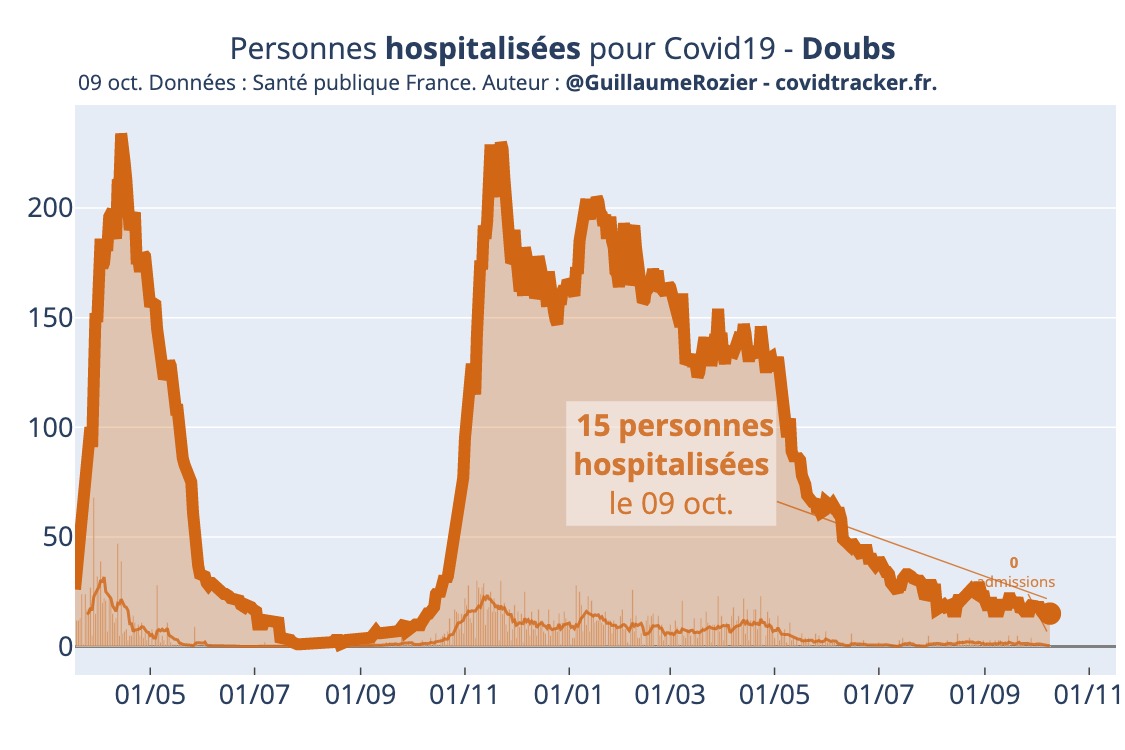 Personnes hospitalisées pour Covid19 - Doubs
09 oct. Données : Santé publique France. Auteur : @GuillaumeRozier - covidtracker.fr.
200
150
100
50
0
15 personnes
hospitalisées
le 09 oct.
0
admissions
01/05 01/07 01/09 01/11 01/01 01/03 01/05 01/07 01/09 01/11